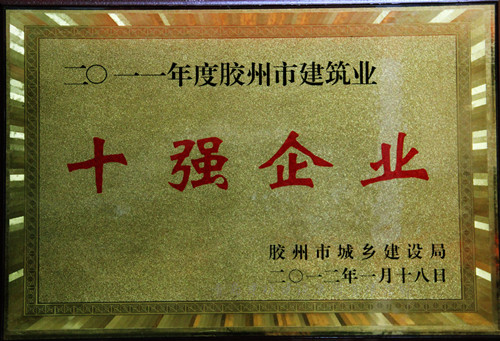 二〇一一年度胶州市建筑业
十强企业
胶州市城乡建设局
二〇一二年一月十八日